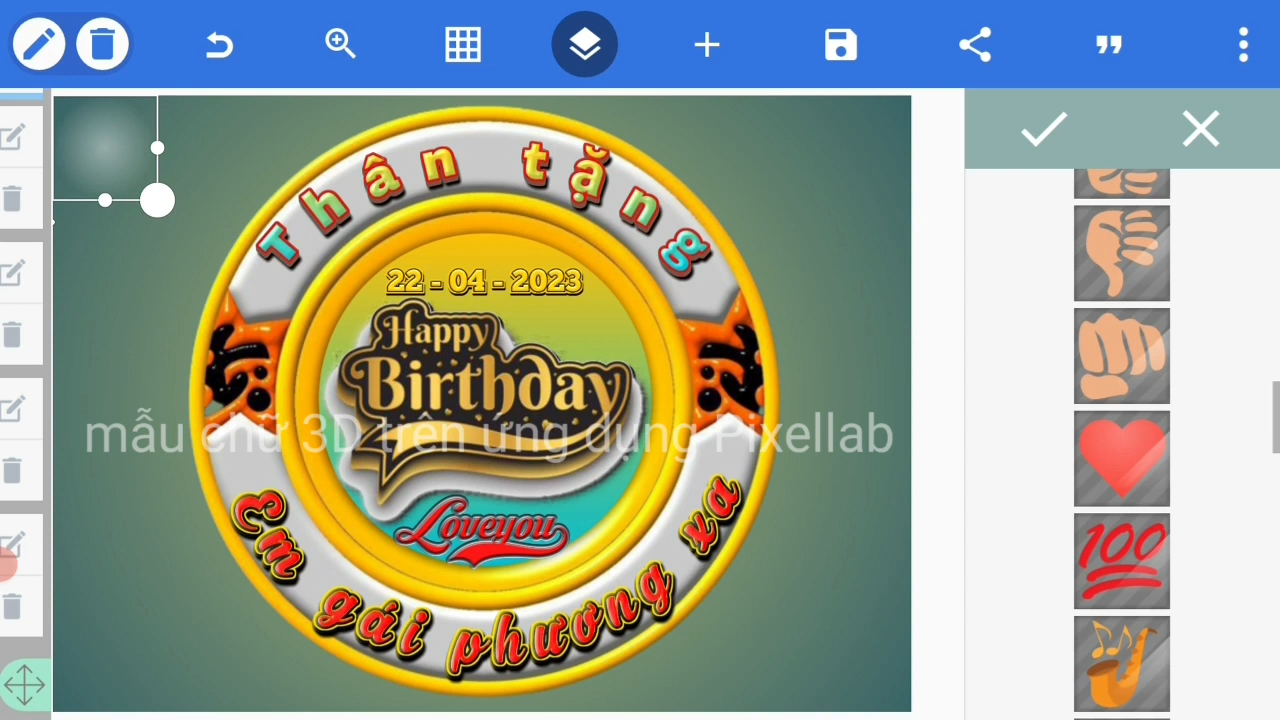 Thân tặng
22 - 04 - 2023
Happy
Birthday
mẫu chữ 3D trên ứng dụng Pixellab
Loveyou
Em gái phương xa
100